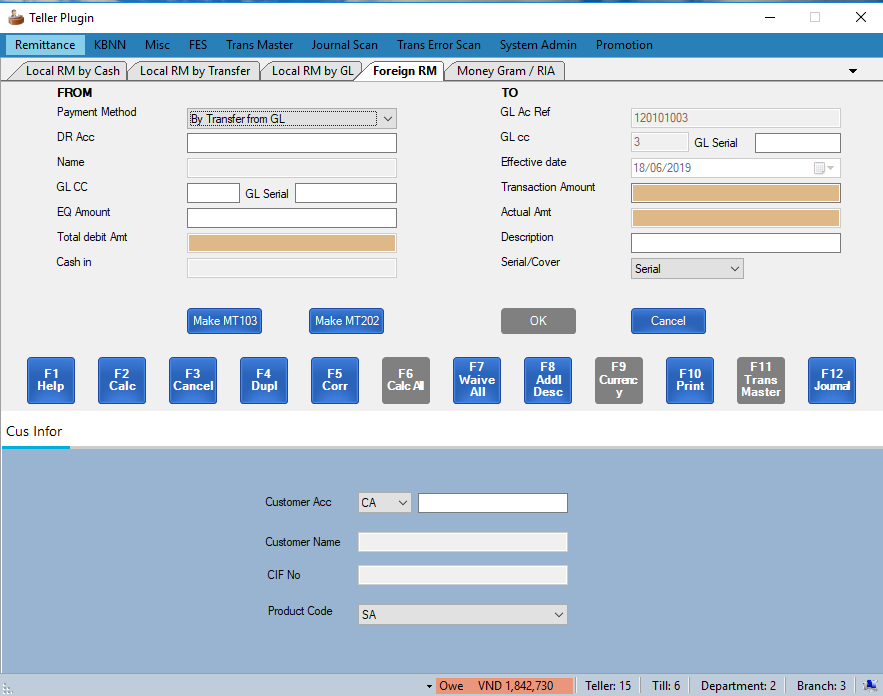 Teller Plugin
Remittance KBNN Misc FES Trans Master Journal Scan Trans Error Scan System Admin Promotion
Local RM by Cash Local RM by Transfer Local RM by GL Foreign RM Money Gram / RIA
FROM TO
Payment Method By Transfer from GL GL Ac Ref 120101003
DR Acc GL cc 3 GL Serial
Name Effective date 18/06/2019
GL CC GL Serial Transaction Amount
EQ Amount Actual Amt
Total debit Amt Description
Cash in Serial/Cover Serial
Make MT103 Make MT202 OK Cancel
F1 F2 F3 F4 F5 F6 F7 F8 F9 F10 F11 F12
Help Calc Cancel Dupl Corr Calc All Waive Addl Currenc Print Trans Journal
All Desc y Master
Cus Infor
Customer Acc CA
Customer Name
CIF No
Product Code SA
Owe VND 1,842,730 Teller: 15 Till: 6 Department: 2 Branch: 3